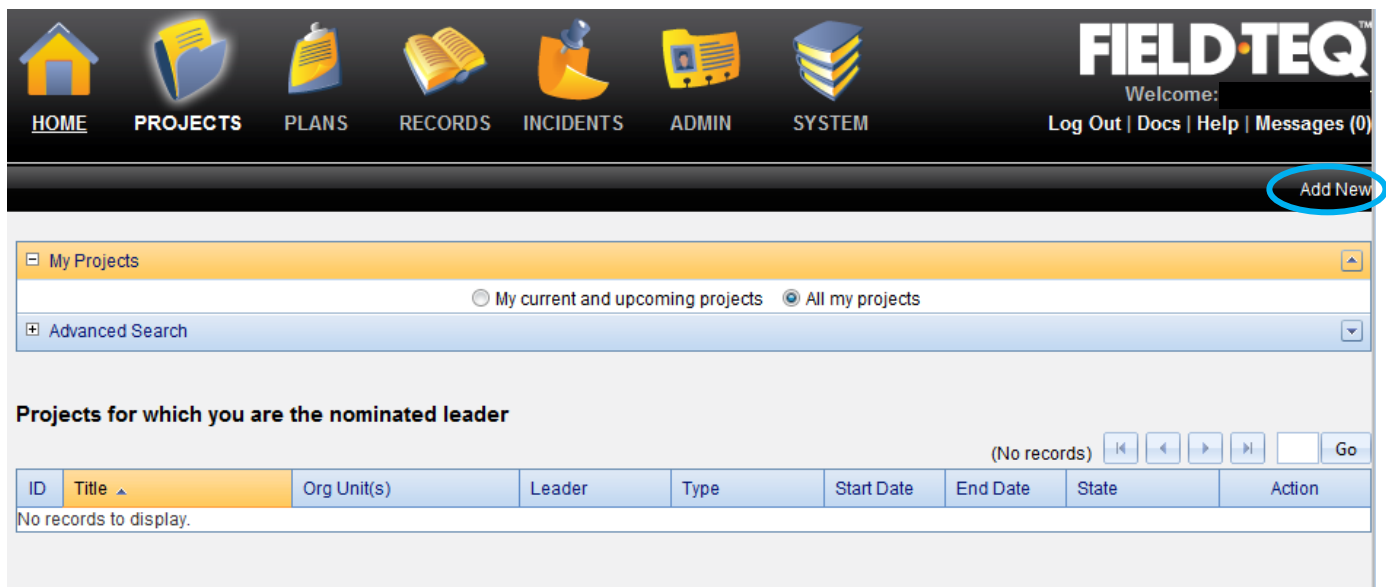 FIELD·TEQ™
Welcome:
HOME PROJECTS PLANS RECORDS INCIDENTS ADMIN SYSTEM Log Out | Docs | Help | Messages (0)
Add New
My Projects
My current and upcoming projects All my projects
Advanced Search
Projects for which you are the nominated leader
(No records) Go
ID Title Org Unit(s) Leader Type Start Date End Date State Action
No records to display.